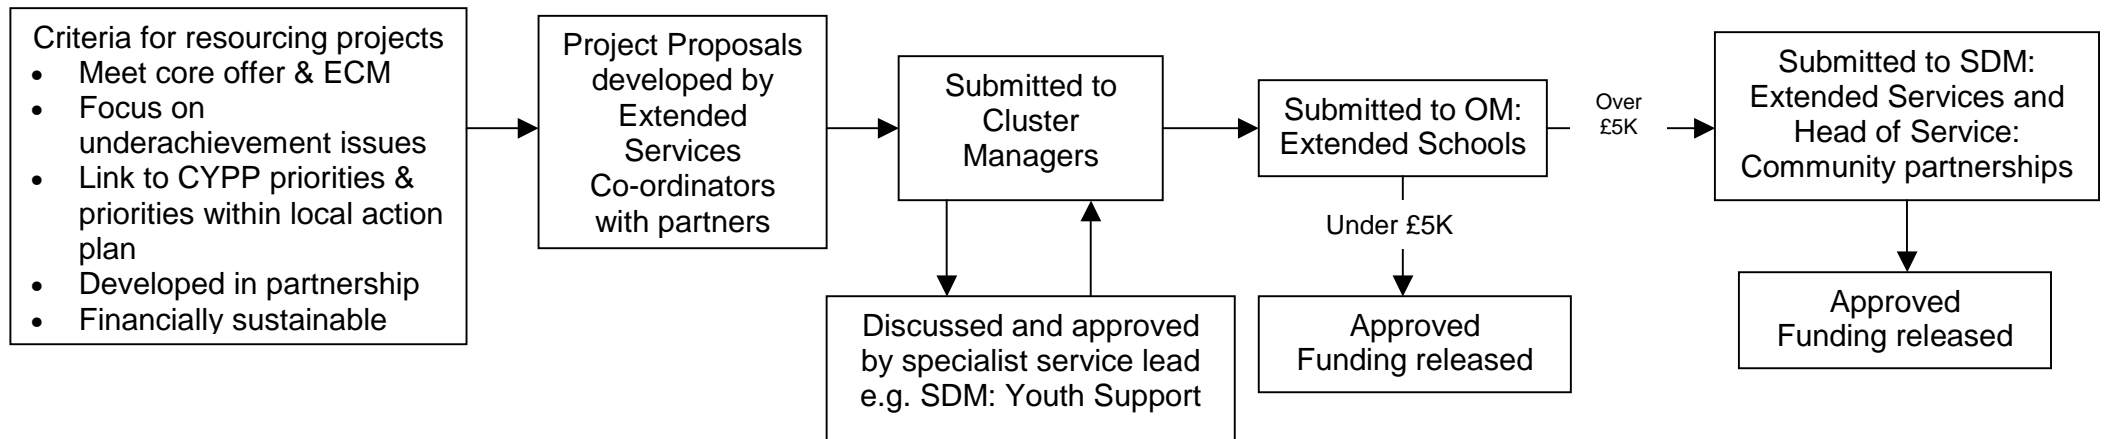 Criteria for resourcing projects
• Meet core offer & ECM
• Focus on
underachievement issues
• Link to CYPP priorities &
priorities within local action
plan
• Developed in partnership
• Financially sustainable
Project Proposals
developed by
Extended
Services
Co-ordinators
with partners
Submitted to
Cluster
Managers
Discussed and approved
by specialist service lead
e.g. SDM: Youth Support
Submitted to OM:
Extended Schools
Under £5K
Approved
Funding released
Over
£5K
Submitted to SDM:
Extended Services and
Head of Service:
Community partnerships
Approved
Funding released